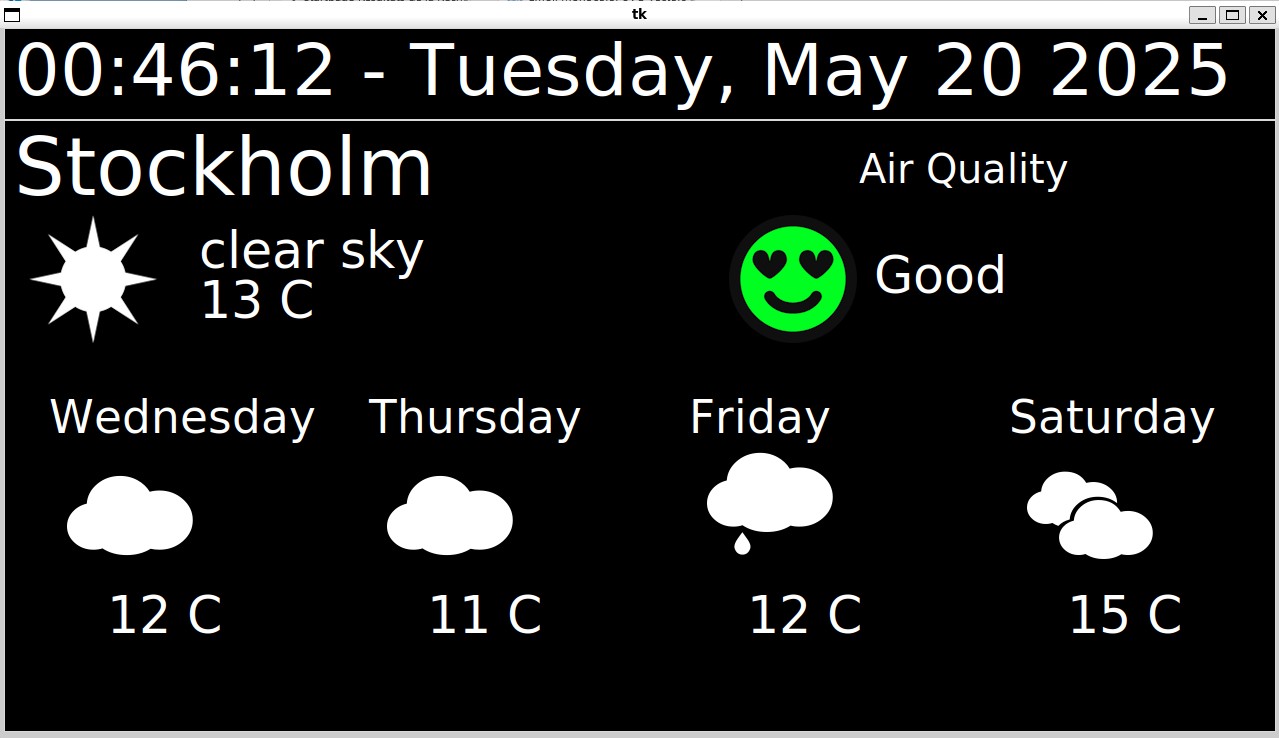 tk
00:46:12 - Tuesday, May 20 2025
Stockholm
Air Quality
clear sky
13 C
Good
Wednesday
Thursday
Friday
Saturday
12 C
11 C
12 C
15 C